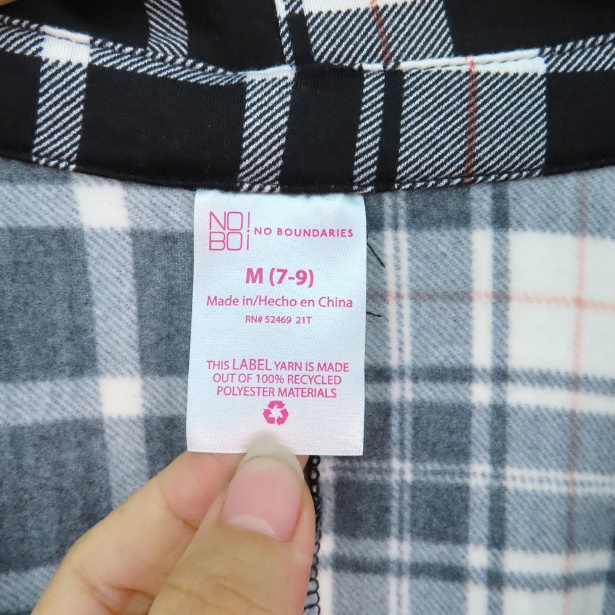 NO!
BO! NO BOUNDARIES
M (7-9)
Made in/Hecho en China
RN# 52469 21T
THIS LABEL YARN IS MADE
OUT OF 100% RECYCLED
POLYESTER MATERIALS